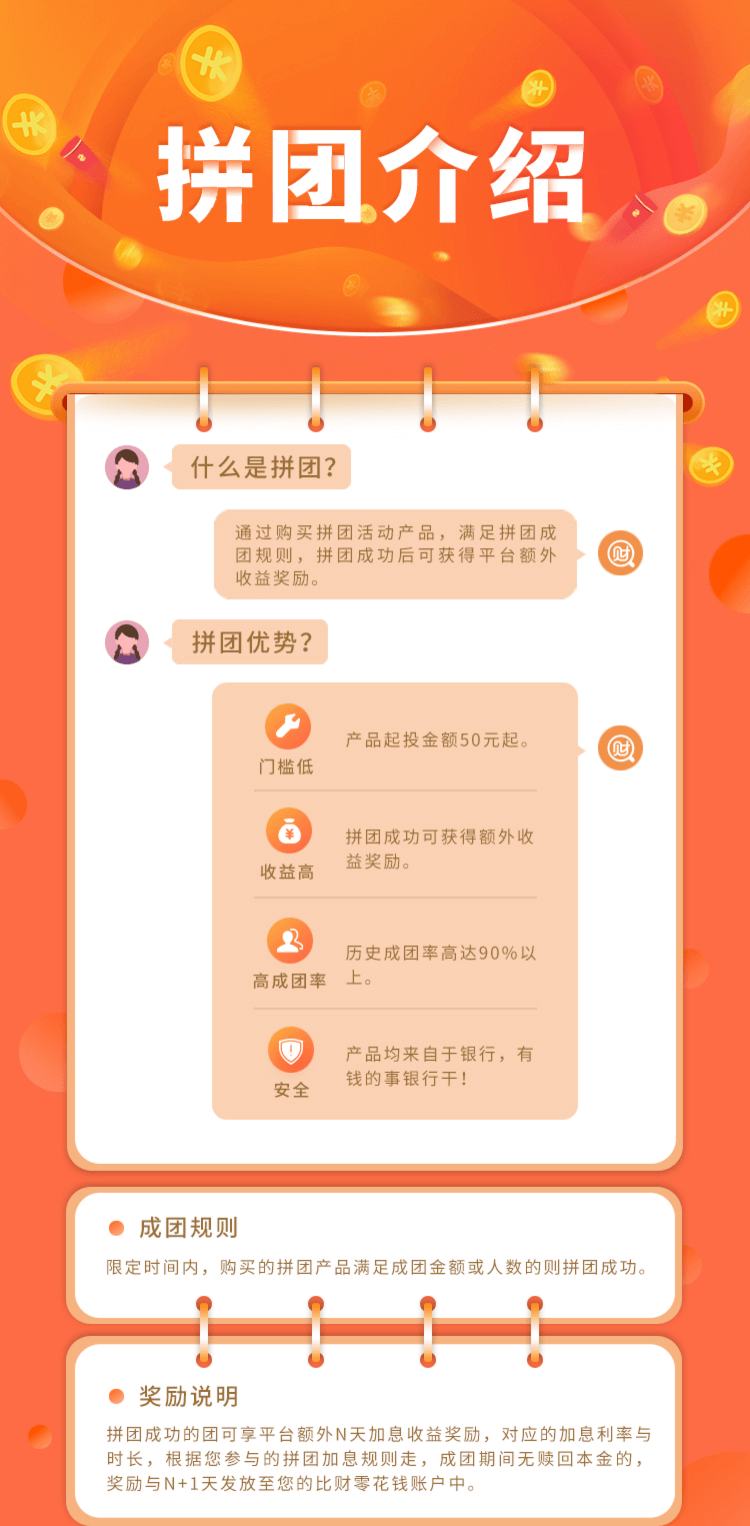 拼团介绍
什么是拼团？
通过购买拼团活动产品，满足拼团成
团规则，拼团成功后可获得平台额外
收益奖励。
财
拼团优势？
产品起投金额50元起。
门槛低
财
拼团成功可获得额外收
益奖励。
收益高
历史成团率高达90%以
上。
高成团率
产品均来自于银行，有
钱的事银行干！
安全
成团规则
限定时间内，购买的拼团产品满足成团金额或人数的则拼团成功。
奖励说明
拼团成功的团可享平台额外N天加息收益奖励，对应的加息利率与
时长，根据您参与的拼团加息规则走，成团期间无赎回本金的，
奖励与N+1天发放至您的比财零花钱账户中。